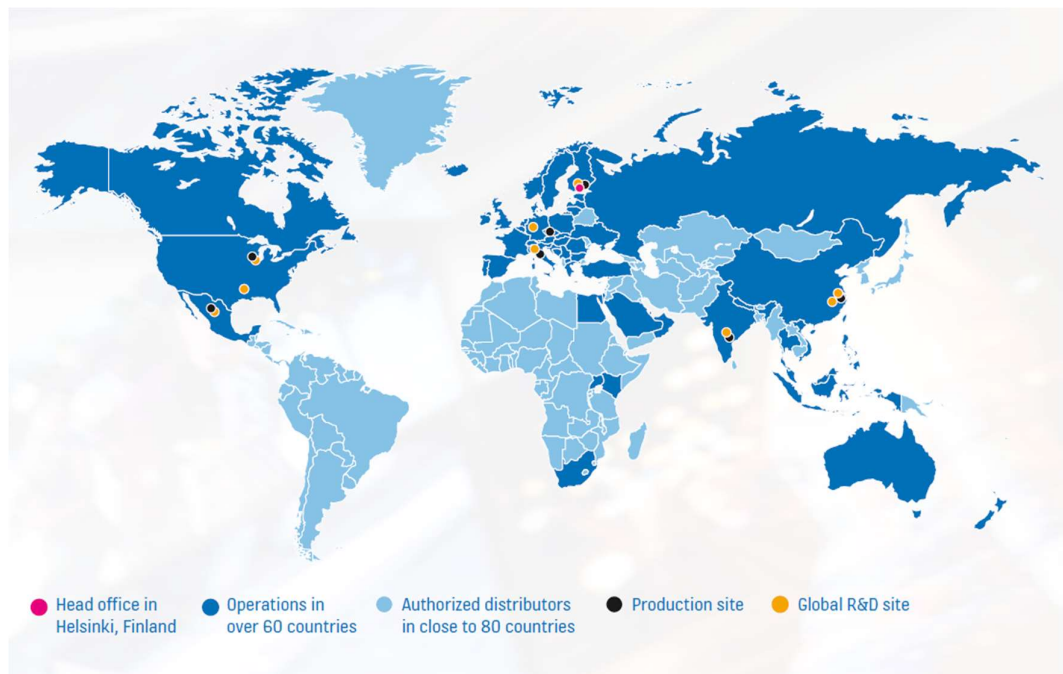 Head office in
Helsinki, Finland
Operations in
over 60 countries
Authorized distributors
in close to 80 countries
Production site
Global R&D site